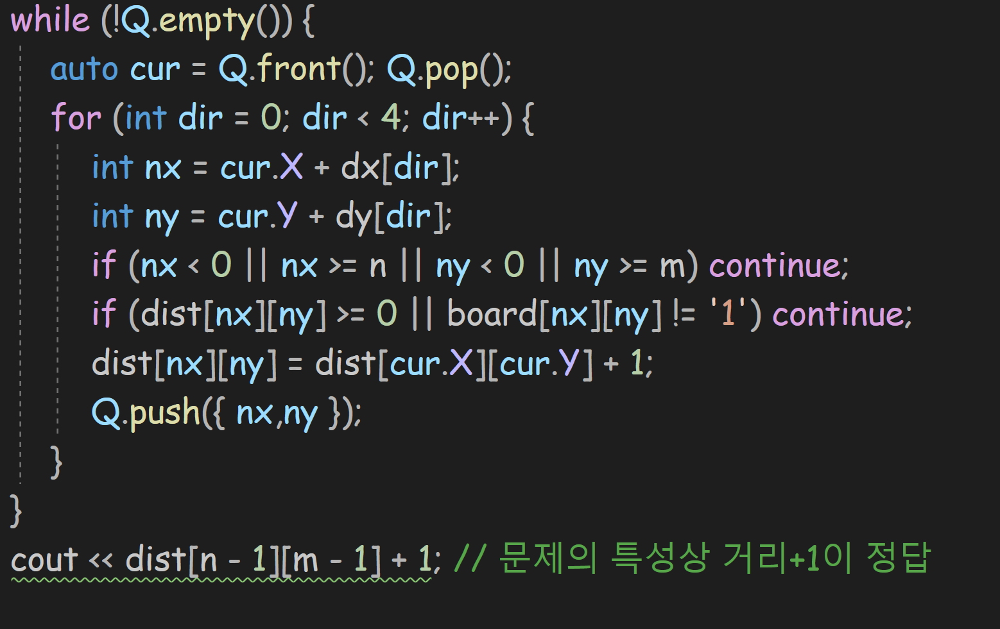 while (!Q.empty()) {
auto cur = Q.front(); Q.pop();
for (int dir = 0; dir < 4; dir++) {
int nx = cur.X + dx[dir];
int ny = cur.Y + dy[dir];
if (nx < 0 || nx >= n || ny < 0 || ny >= m) continue;
if (dist[nx][ny] >= 0 || board[nx][ny] != '1') continue;
dist[nx][ny] = dist[cur.X][cur.Y] + 1;
Q.push({ nx,ny });
}
}
cout << dist[n - 1][m - 1] + 1; // 문제의 특성상 거리+1이 정답